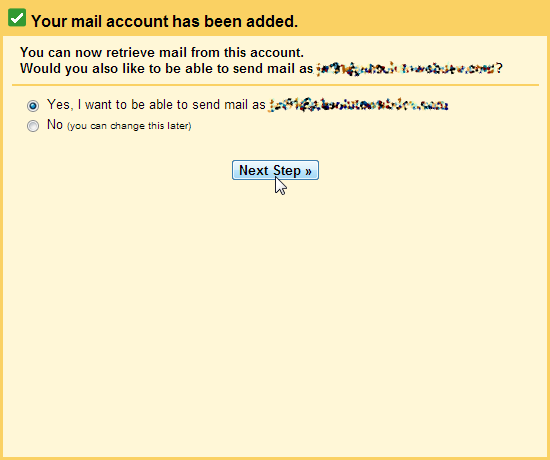 Your mail account has been added.
You can now retrieve mail from this account.
Would you also like to be able to send mail as ?
Yes, I want to be able to send mail as
No (you can change this later)
Next Step »